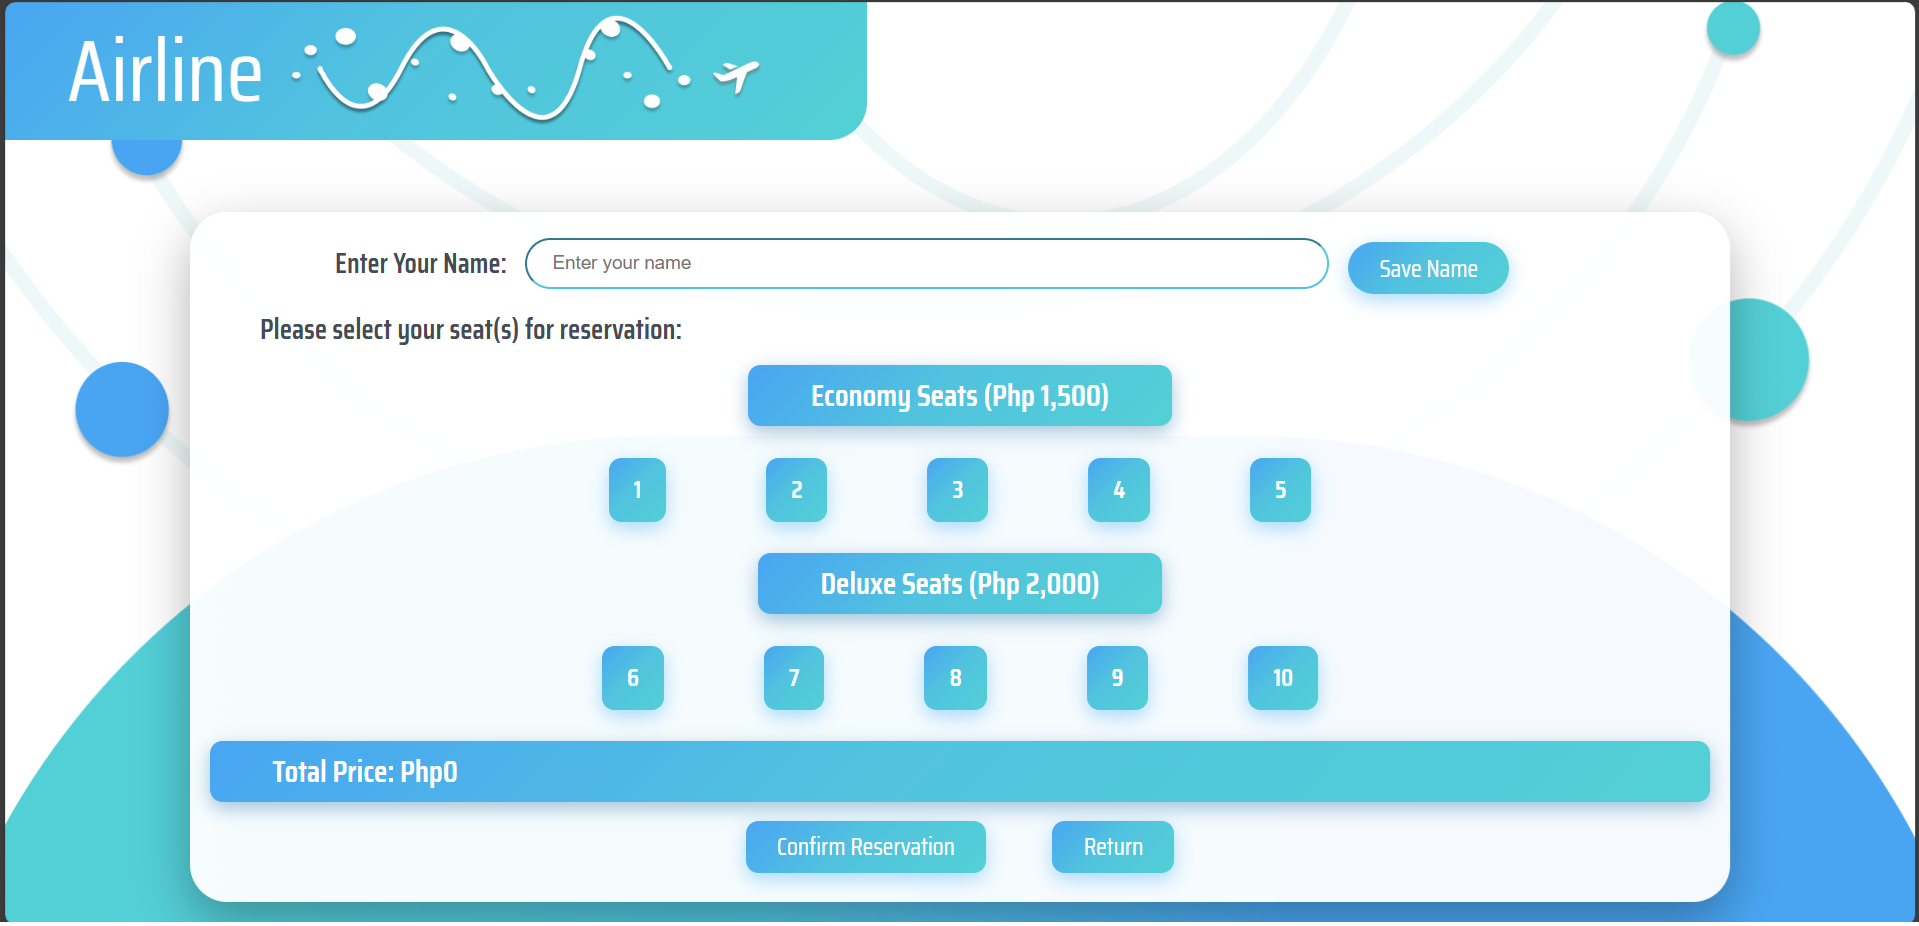 Airline
Enter Your Name: Enter your name Save Name
Please select your seat(s) for reservation:
Economy Seats (Php 1,500)
1 2 3 4 5
Deluxe Seats (Php 2,000)
6 7 8 9 10
Total Price: Php0
Confirm Reservation Return